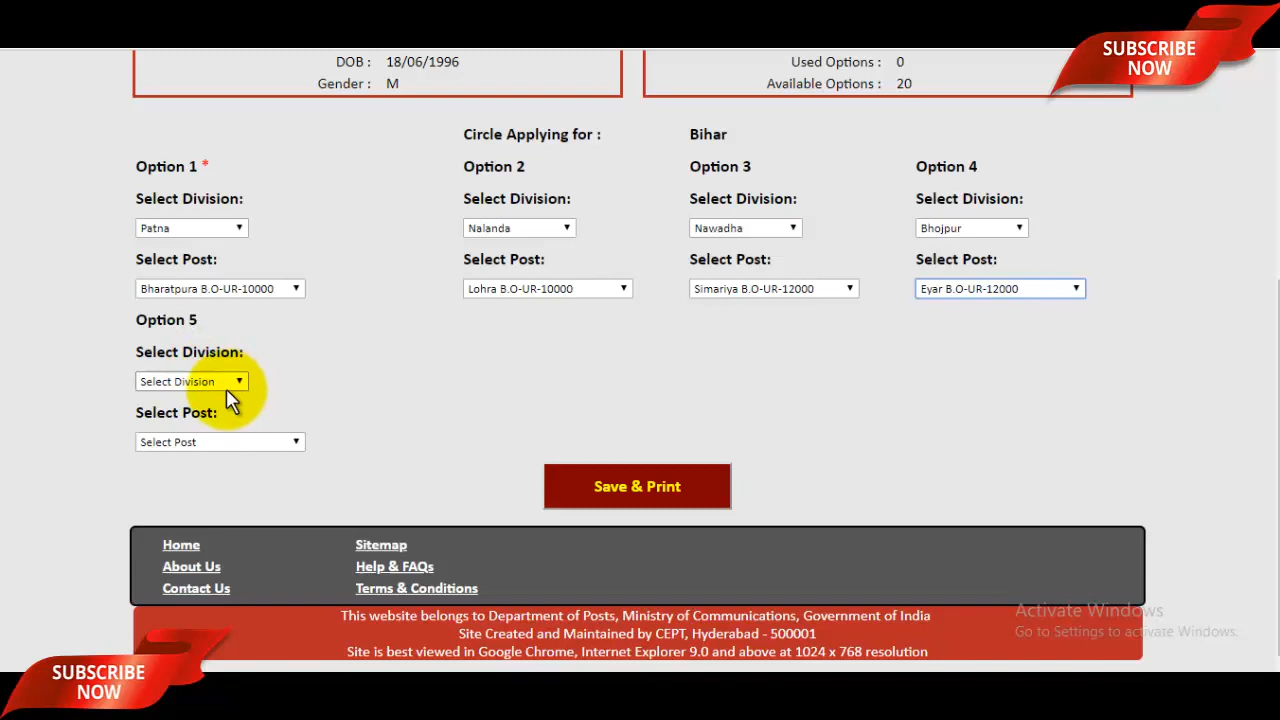 SUBSCRIBE
NOW
DOB : 18/06/1996
Gender : M
Used Options : 0
Available Options : 20
Circle Applying for : Bihar
Option 1 * Option 2 Option 3 Option 4
Select Division: Select Division: Select Division: Select Division:
Patna Nalanda Nawadha Bhojpur
Select Post: Select Post: Select Post: Select Post:
Bharatpura B.O-UR-10000 Lohra B.O-UR-10000 Simariya B.O-UR-12000 Eyar B.O-UR-12000
Option 5
Select Division:
Select Division
Select Post:
Select Post
Save & Print
Home Sitemap
About Us Help & FAQs
Contact Us Terms & Conditions
This website belongs to Department of Posts, Ministry of Communications, Government of India
Site Created and Maintained by CEPT, Hyderabad - 500001
Site is best viewed in Google Chrome, Internet Explorer 9.0 and above at 1024 x 768 resolution
Activate Windows
Go to Settings to activate Windows.
SUBSCRIBE
NOW